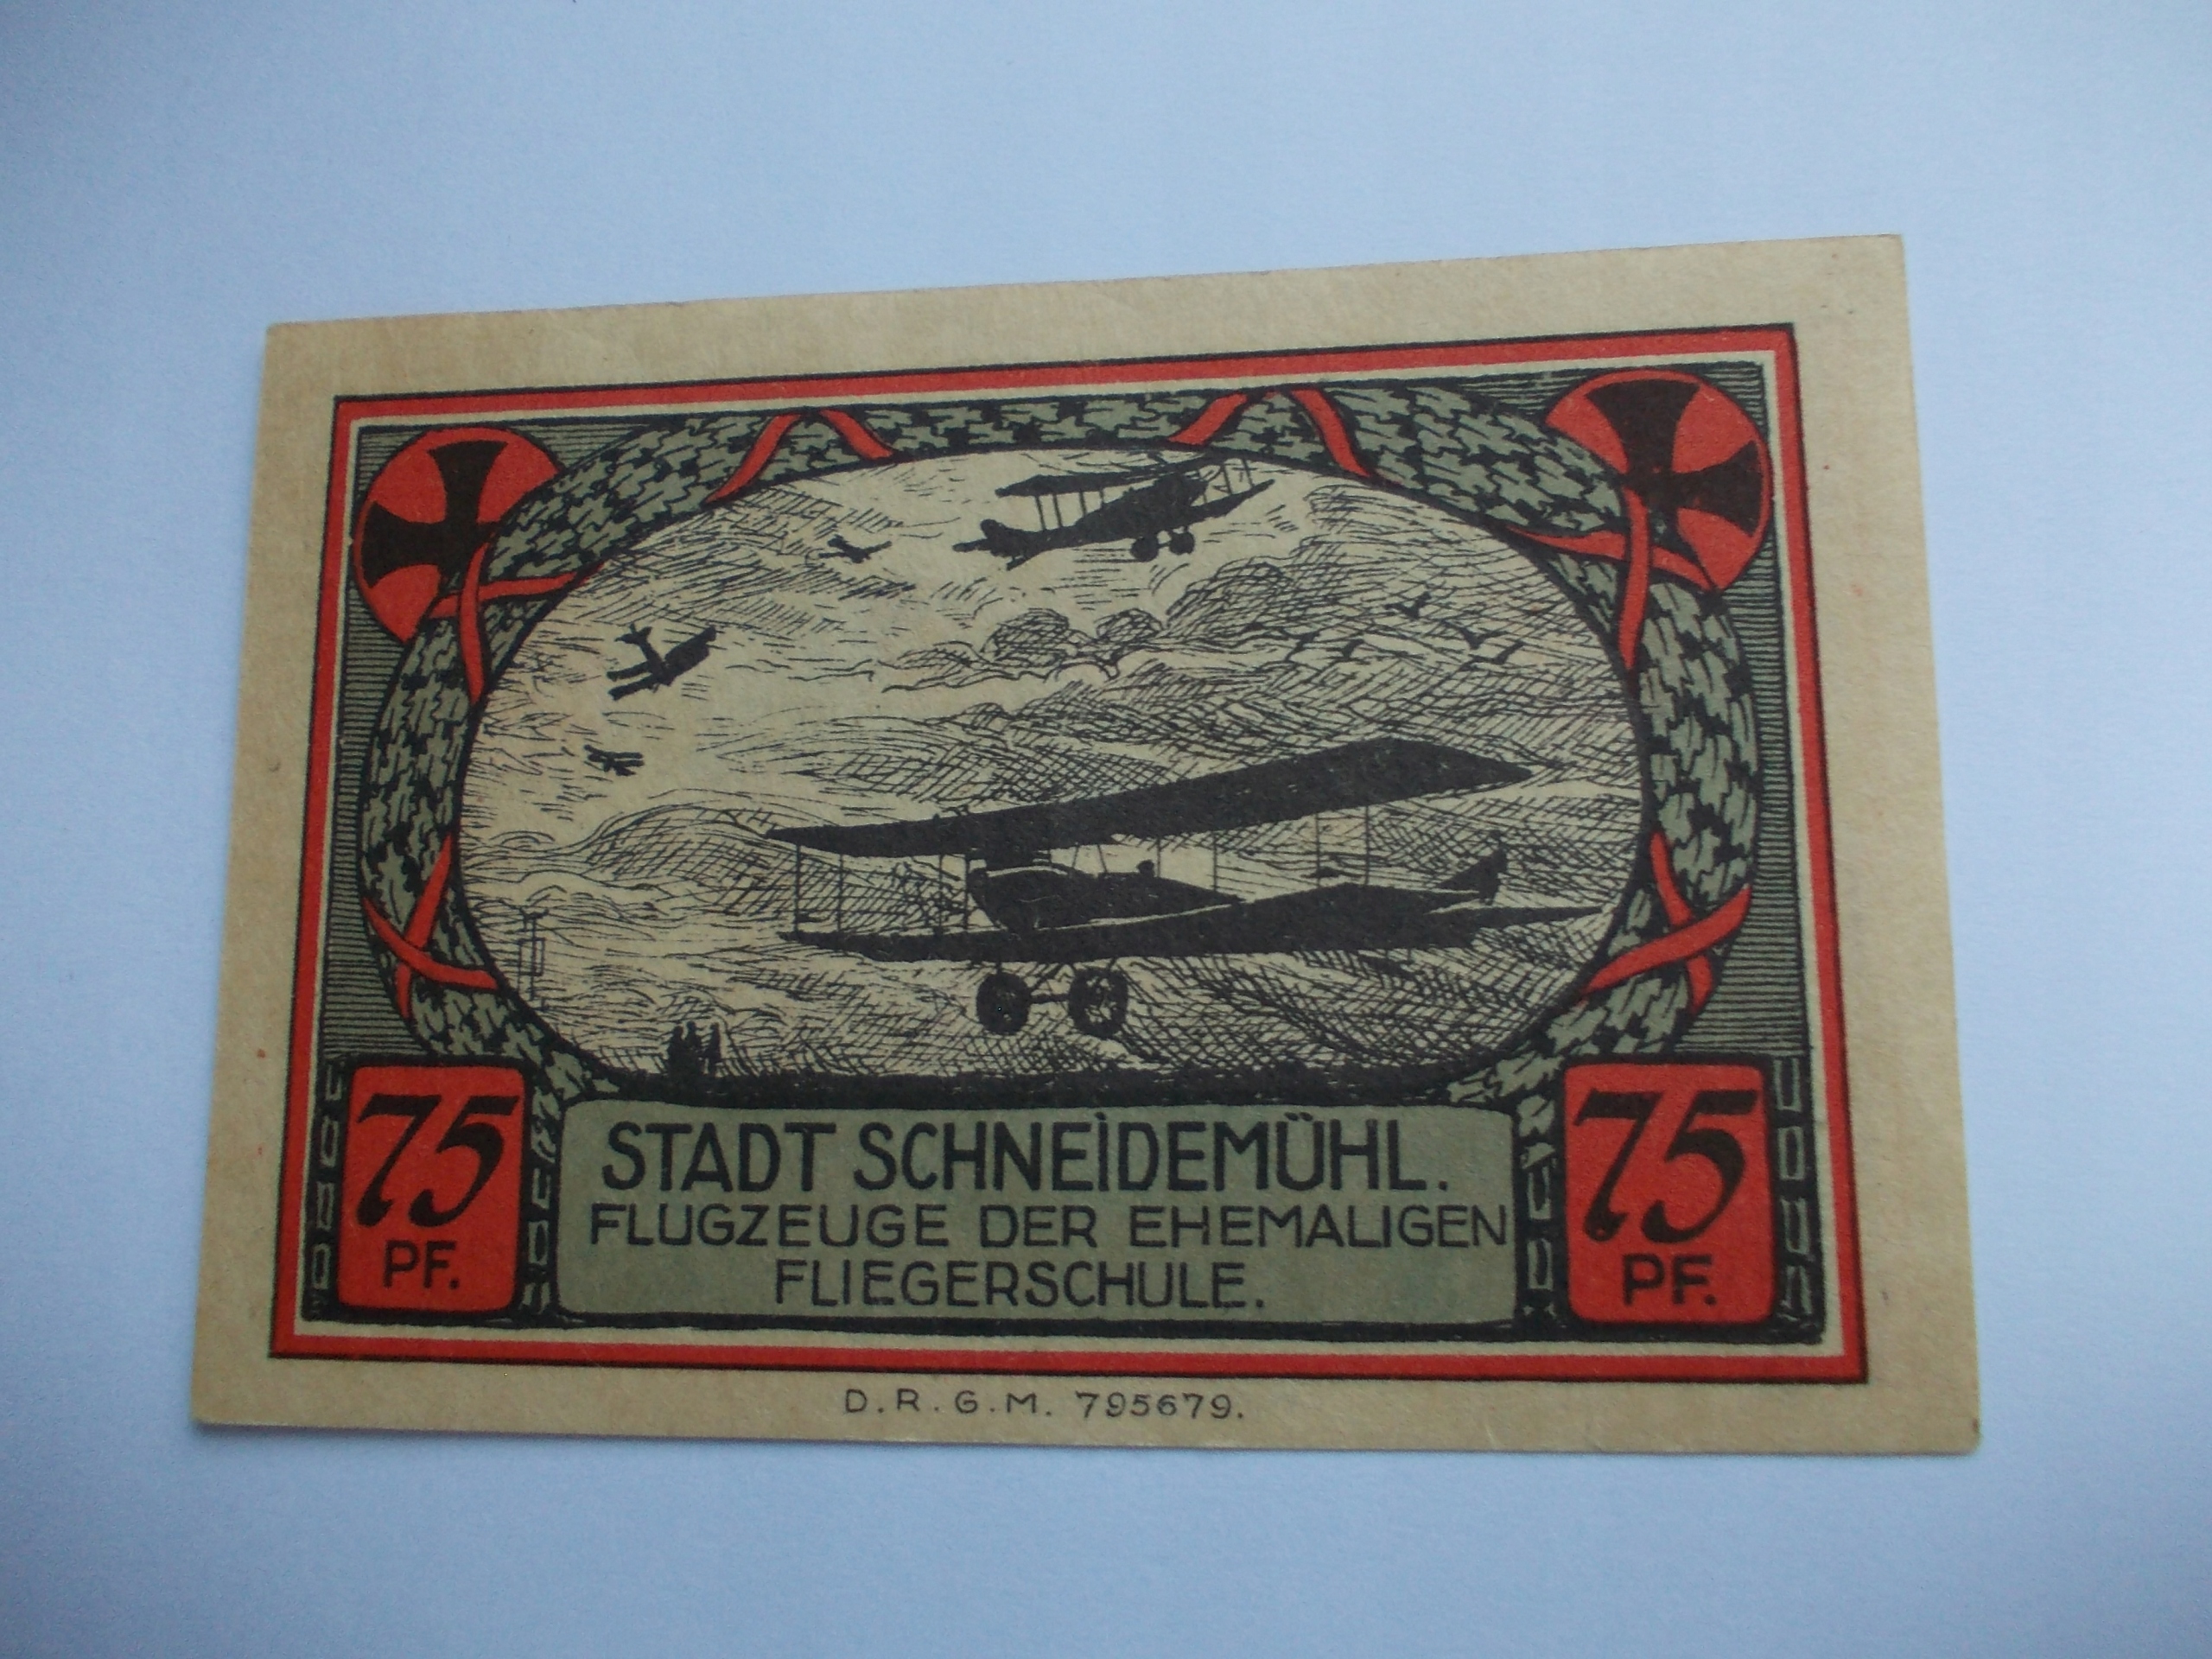 STADT SCHNEIDEMÜHL.
FLUGZEUGE DER EHEMALIGEN
FLIEGERSCHULE.
75
PF.
75
PF.
D.R.G.M. 795679.